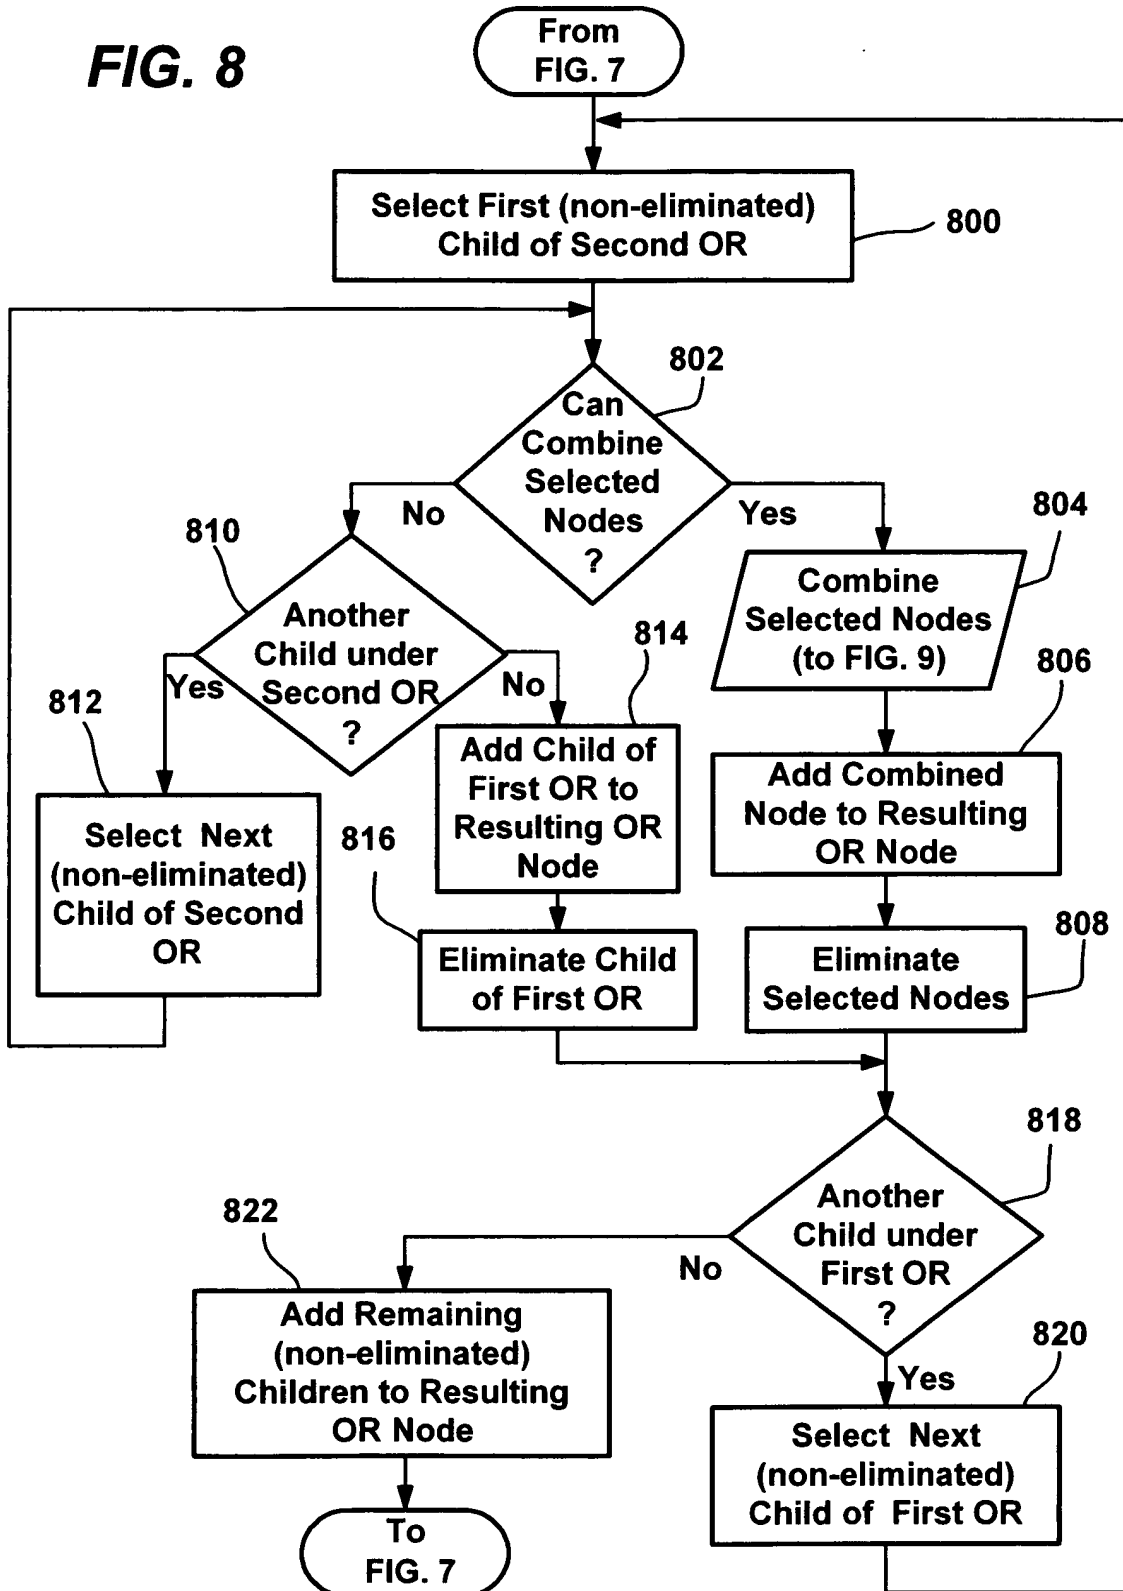 FIG. 8
From
FIG. 7
Select First (non-eliminated)
Child of Second OR
800
802
Can
Combine
Selected
Nodes
?
No
Yes
810
804
Another
Child under
Second OR
?
Combine
Selected Nodes
(to FIG. 9)
814
Yes
No
806
812
Add Child of
First OR to
Resulting OR
Node
Add Combined
Node to Resulting
OR Node
Select Next
(non-eliminated)
Child of Second
OR
816
808
Eliminate Child
of First OR
Eliminate
Selected Nodes
818
Another
Child under
First OR
?
822
No
Add Remaining
(non-eliminated)
Children to Resulting
OR Node
820
Yes
Select Next
(non-eliminated)
Child of First OR
To
FIG. 7